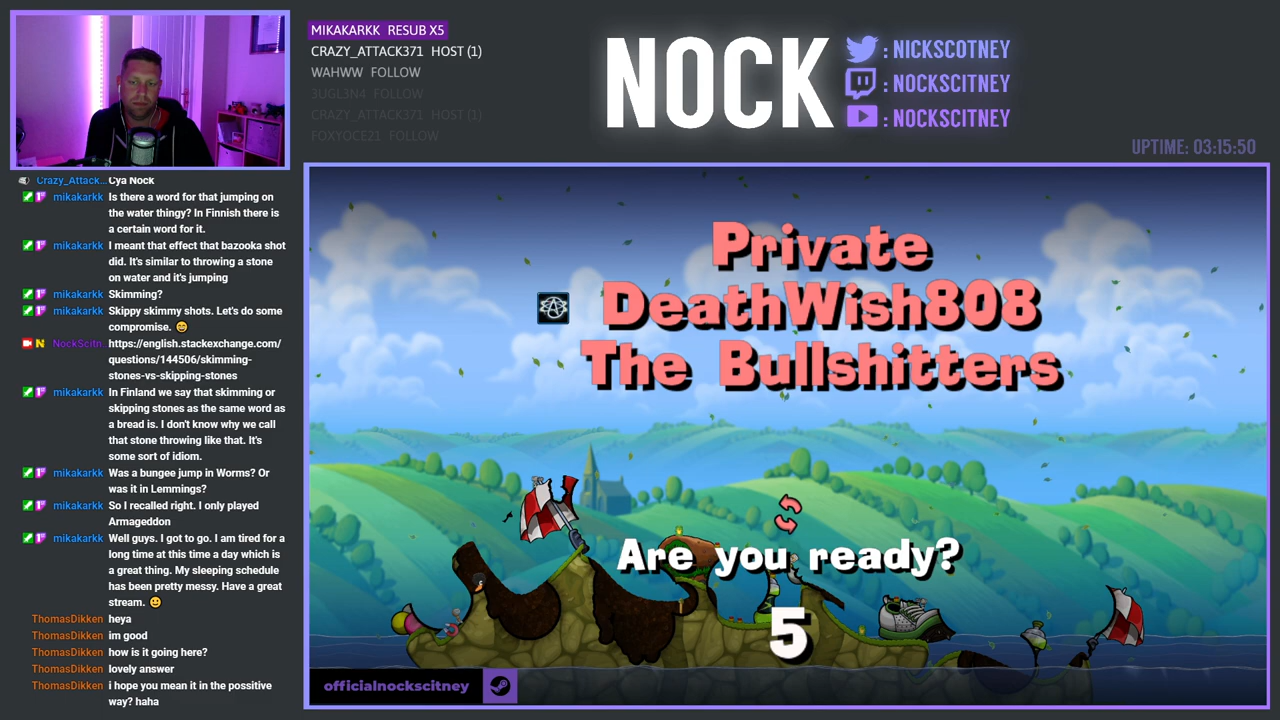 MIKAKARKK RESUB X5
CRAZY_ATTACK371 HOST (1)
WAHWW FOLLOW
3UGL3N4 FOLLOW
CRAZY_ATTACK371 HOST (1)
FOXYOCE21 FOLLOW
NOCK
: NICKSCOTNEY
: NOCKSCITNEY
: NOCKSCITNEY
UPTIME: 03:15:50
Crazy_Attack... Cya Nock
mikakarkk Is there a word for that jumping on
the water thingy? In Finnish there is
a certain word for it.
mikakarkk I meant that effect that bazooka shot
did. It's similar to throwing a stone
on water and it's jumping
mikakarkk Skimming?
mikakarkk Skippy skimmy shots. Let's do some
compromise. 😄
NockScitn... https://english.stackexchange.com/
questions/144506/skimming-
stones-vs-skipping-stones
mikakarkk In Finland we say that skimming or
skipping stones as the same word as
a bread is. I don't know why we call
that stone throwing like that. It's
some sort of idiom.
mikakarkk Was a bungee jump in Worms? Or
was it in Lemmings?
mikakarkk So I recalled right. I only played
Armageddon
mikakarkk Well guys. I got to go. I am tired for a
long time at this time a day which is
a great thing. My sleeping schedule
has been pretty messy. Have a great
stream. 😃
ThomasDikken heya
ThomasDikken im good
ThomasDikken how is it going here?
ThomasDikken lovely answer
ThomasDikken i hope you mean it in the possitive
way? haha
Private
DeathWish808
The Bullshitters
Are you ready?
5
officialnockscitney